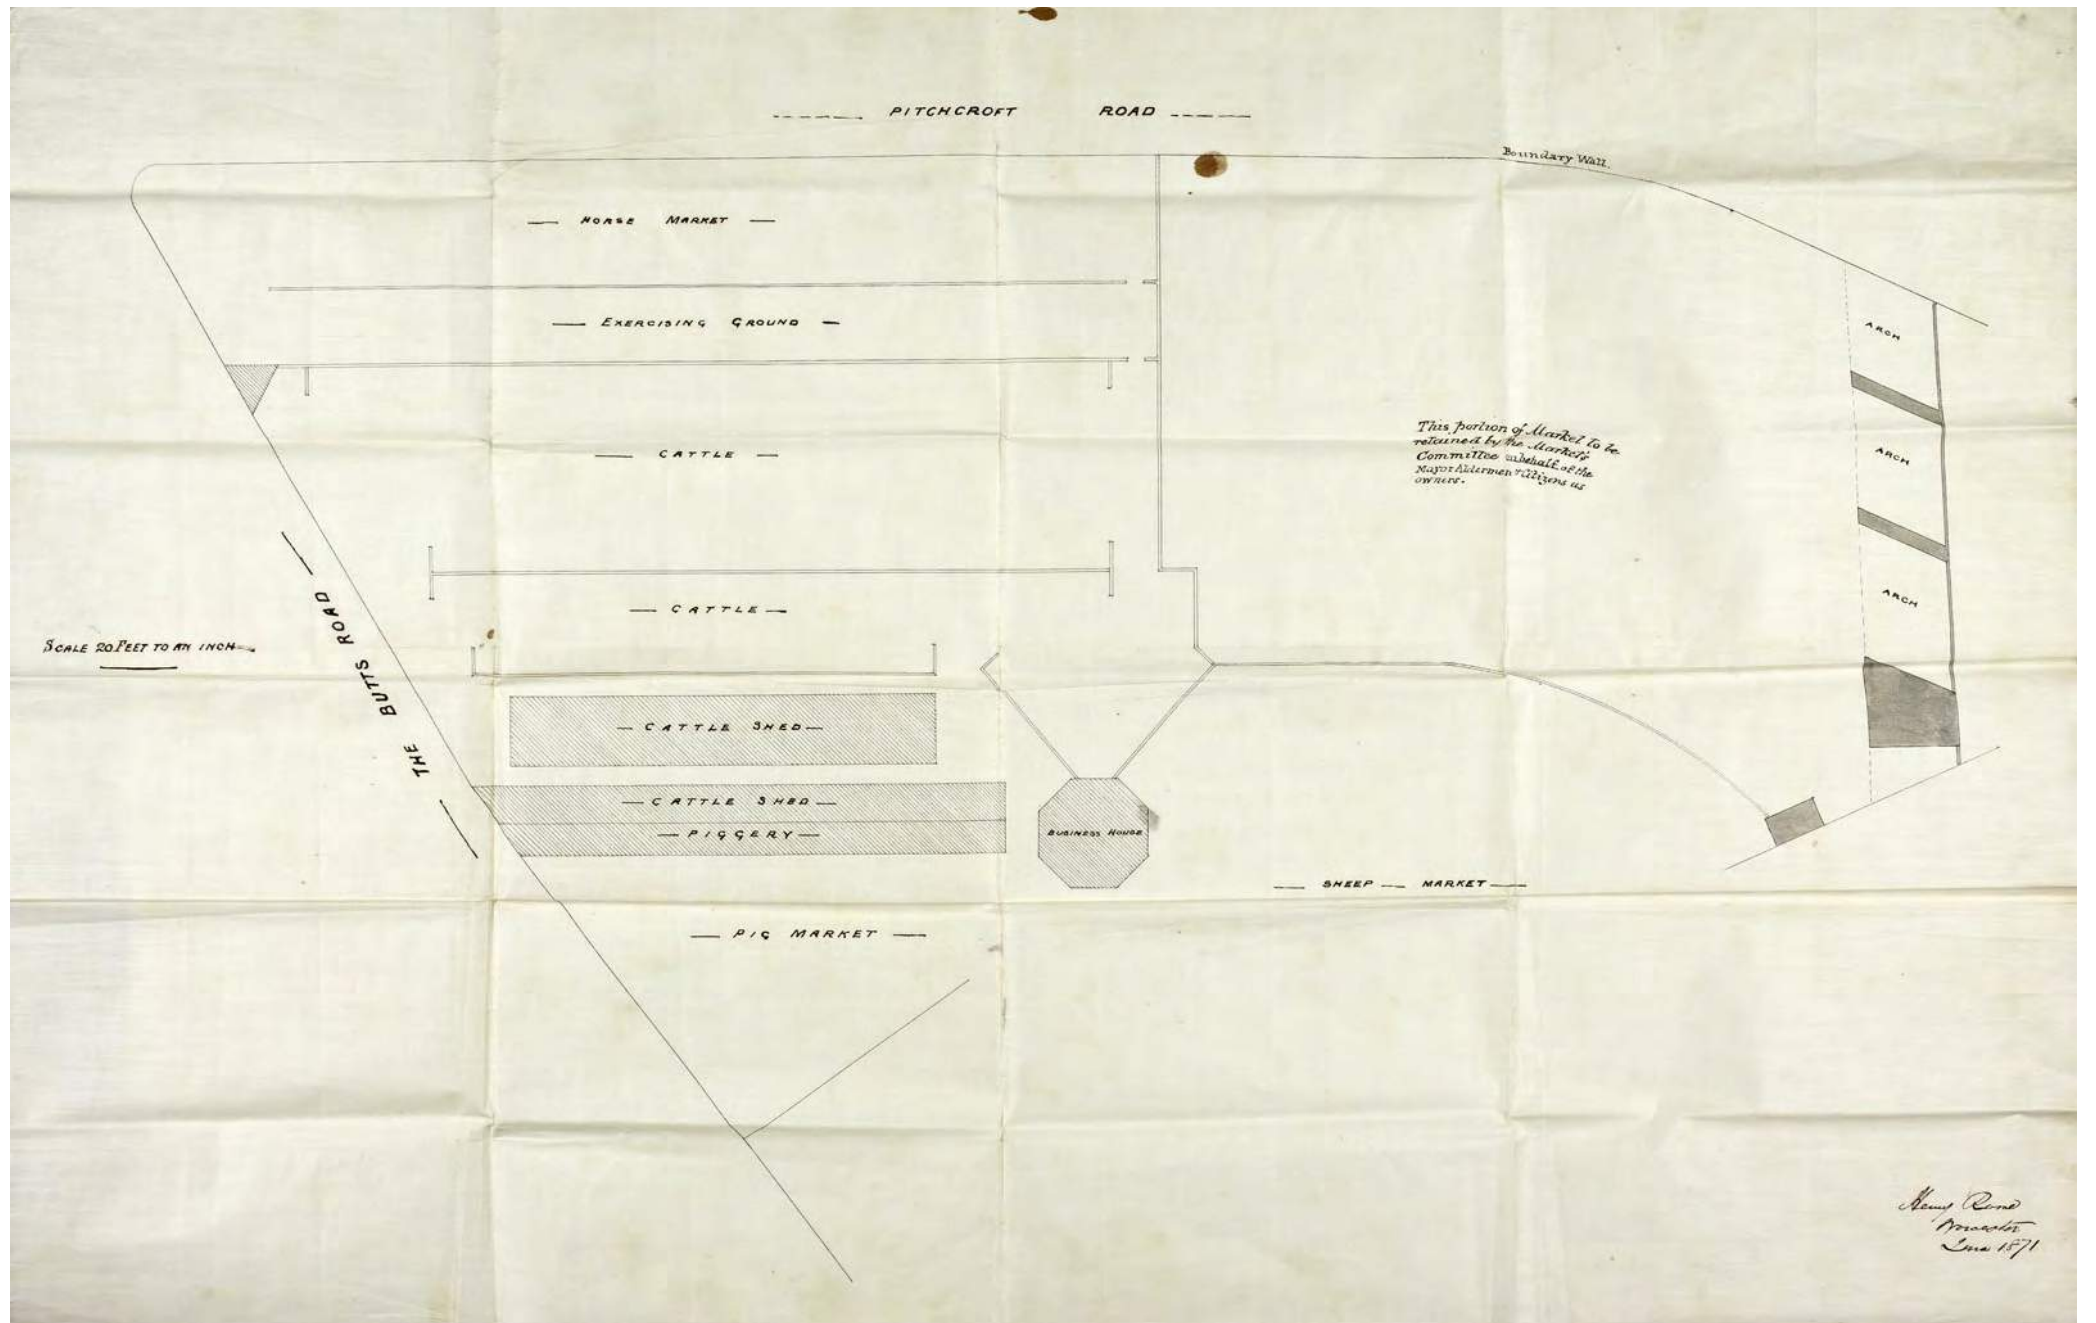 PITCHCROFT ROAD
Boundary Wall.
HORSE MARKET
EXERCISING GROUND
ARCH
CATTLE
This portion of Market to be
retained by the Markets
Committee on behalf of the
Mayor Aldermen & Citizens as
owners.
ARCH
CATTLE
ARCH
SCALE 20 FEET TO AN INCH
THE BUTTS ROAD
CATTLE SHED
CATTLE SHED
PIGGERY
BUSINESS HOUSE
SHEEP MARKET
PIG MARKET
Henry Rowe
Worcester
1871